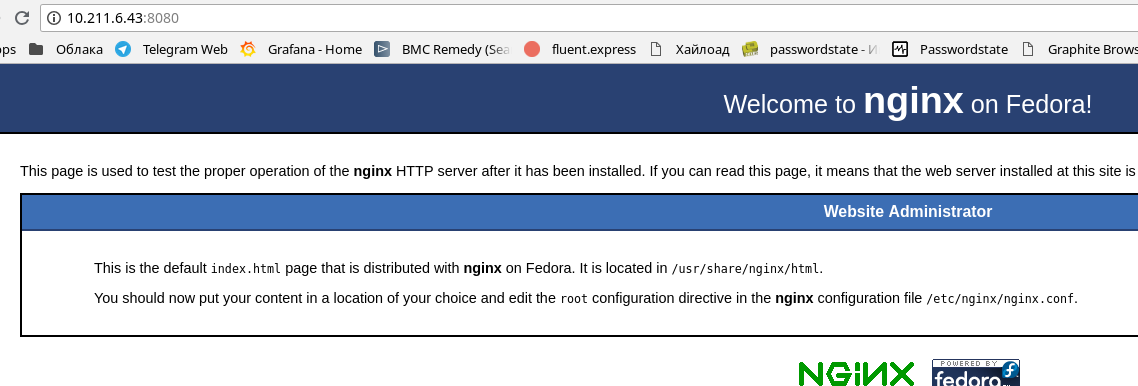 10.211.6.43:8080
Облака Telegram Web Grafana - Home BMC Remedy (Sea fluent.express Хайлоад passwordstate - И Passwordstate Graphite Brows
Welcome to nginx on Fedora!
This page is used to test the proper operation of the nginx HTTP server after it has been installed. If you can read this page, it means that the web server installed at this site is
Website Administrator
This is the default index.html page that is distributed with nginx on Fedora. It is located in /usr/share/nginx/html.
You should now put your content in a location of your choice and edit the root configuration directive in the nginx configuration file /etc/nginx/nginx.conf.
NGiNX POWERED BY
fedora